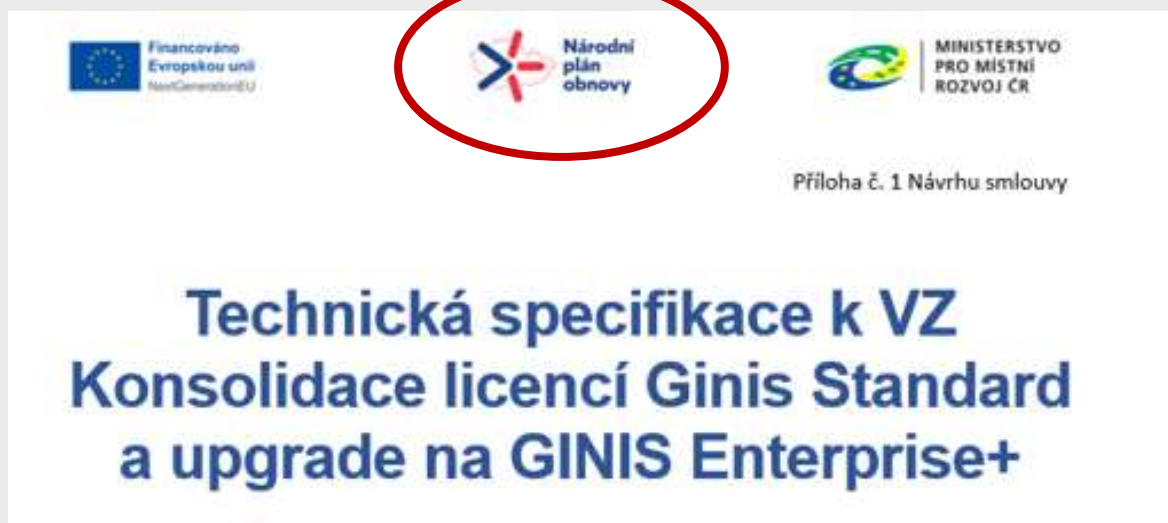 Financováno
Evropskou unií
NextGenerationEU
Národní
plán
obnovy
MINISTERSTVO
PRO MÍSTNÍ
ROZVOJ ČR
Příloha č. 1 Návrhu smlouvy
Technická specifikace k VZ
Konsolidace licencí Ginis Standard
a upgrade na GINIS Enterprise+